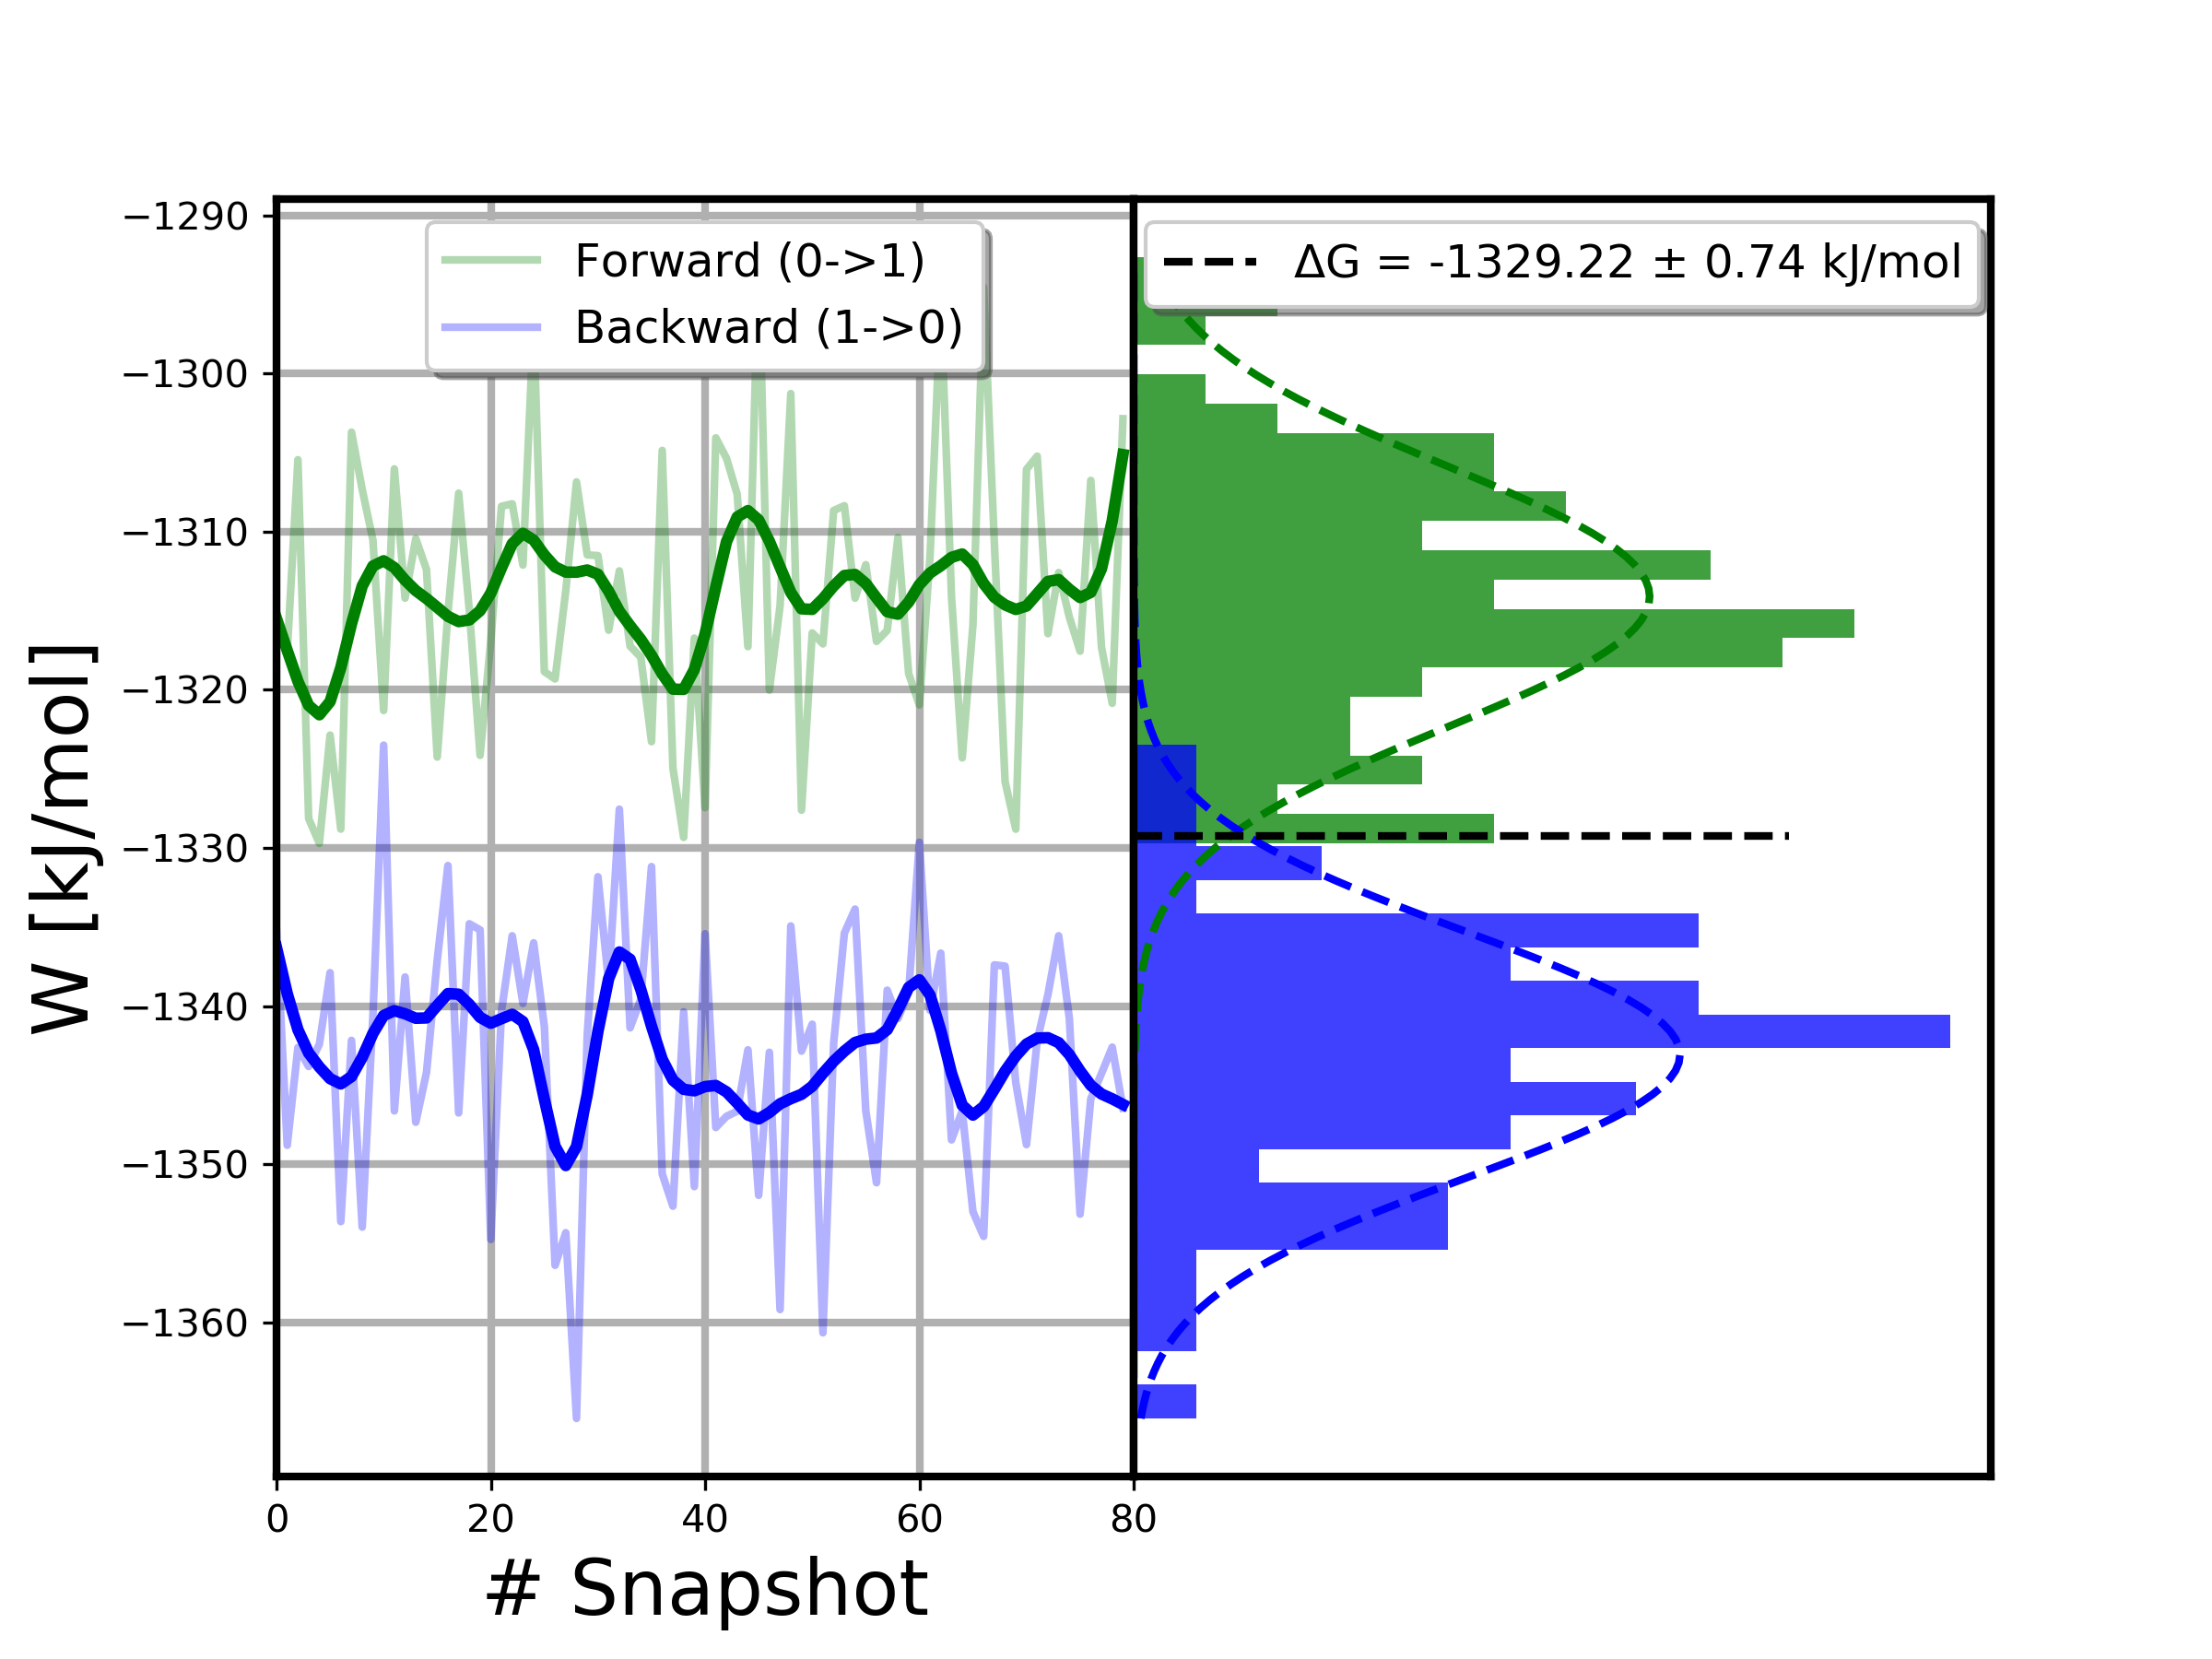 Forward (0->1)
Backward (1->0)
ΔG = -1329.22 ± 0.74 kJ/mol
W [kJ/mol]
−1290
−1300
−1310
−1320
−1330
−1340
−1350
−1360
0 20 40 60 80
# Snapshot